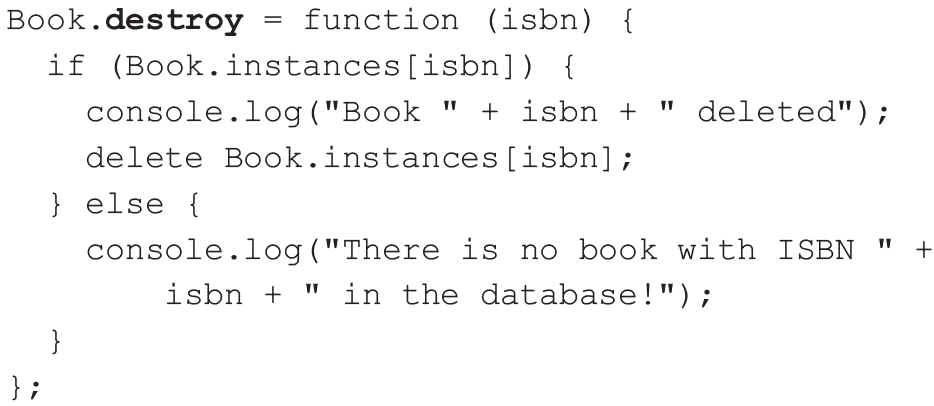 Book.destroy = function (isbn) {
  if (Book.instances[isbn]) {
    console.log("Book " + isbn + " deleted");
    delete Book.instances[isbn];
  } else {
    console.log("There is no book with ISBN " +
        isbn + " in the database!");
  }
};